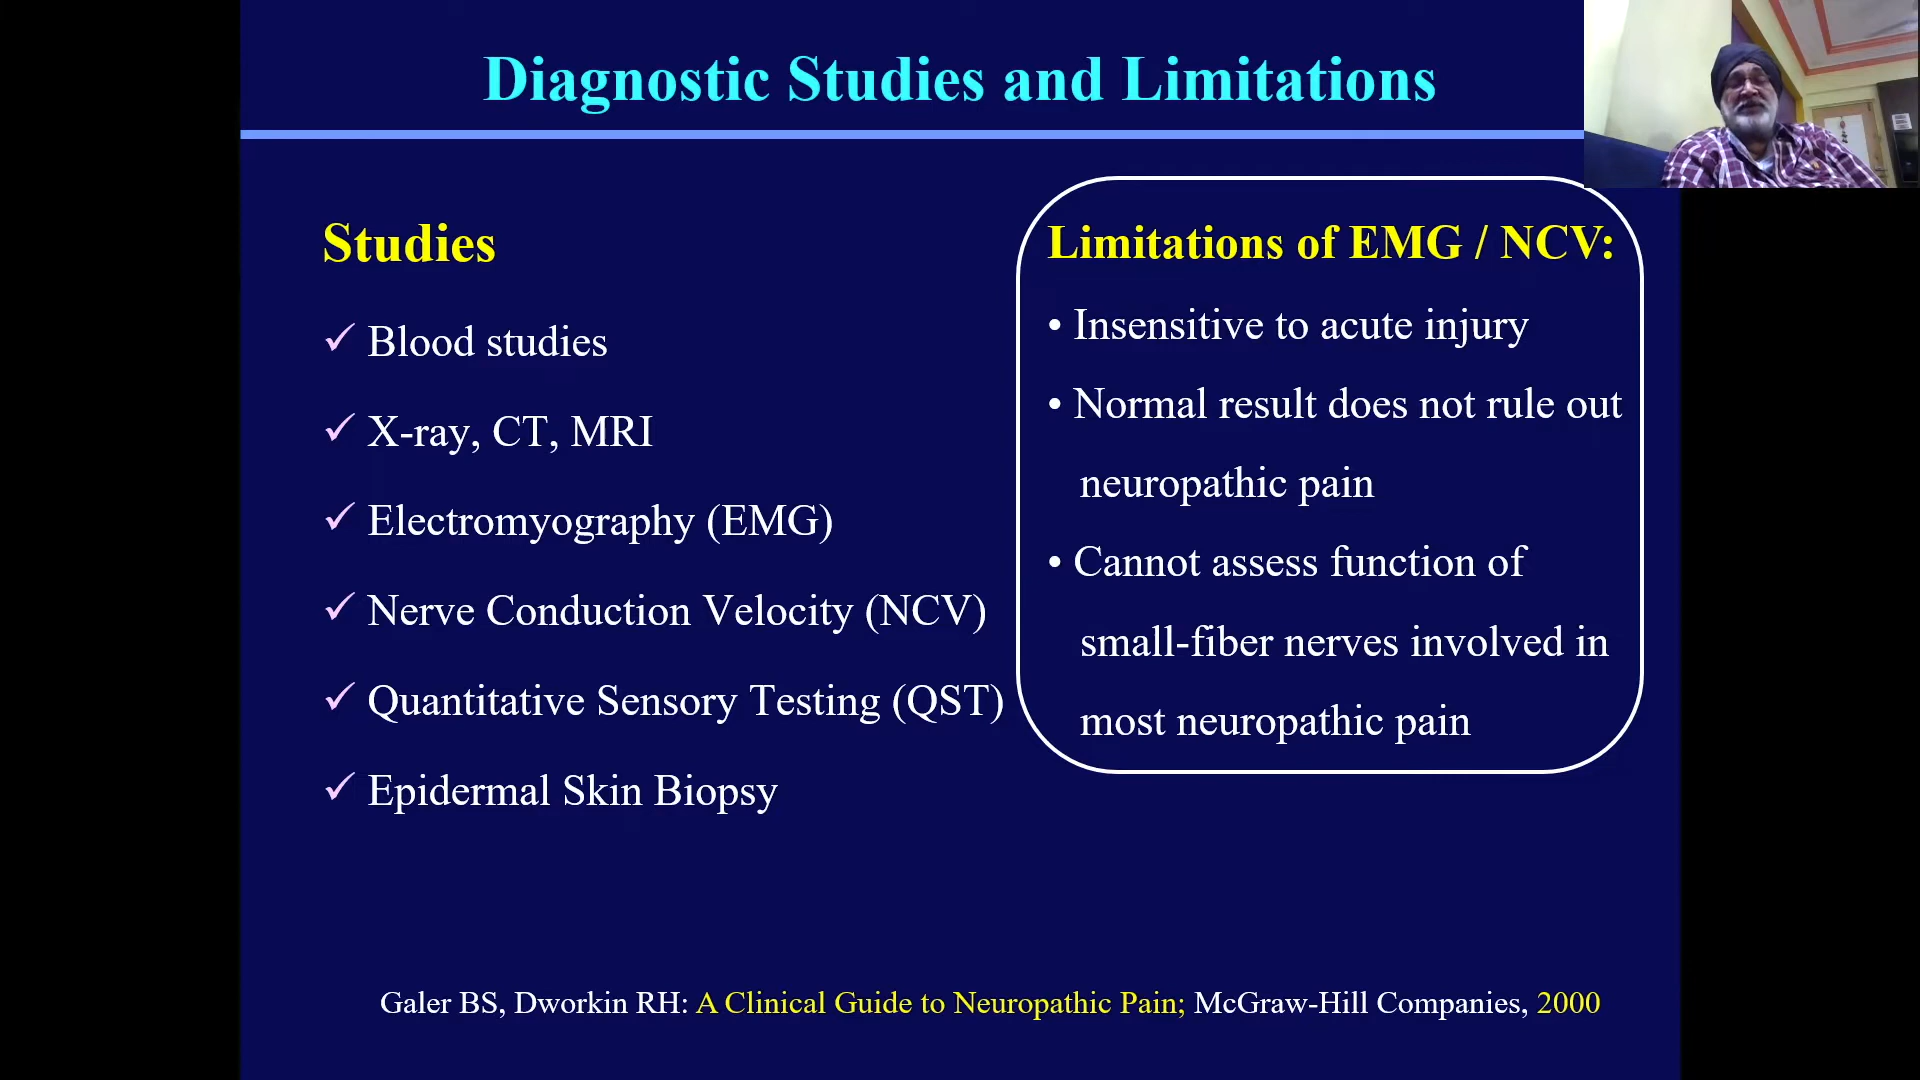 Diagnostic Studies and Limitations
Studies
✓ Blood studies
✓ X-ray, CT, MRI
✓ Electromyography (EMG)
✓ Nerve Conduction Velocity (NCV)
✓ Quantitative Sensory Testing (QST)
✓ Epidermal Skin Biopsy
Limitations of EMG / NCV:
• Insensitive to acute injury
• Normal result does not rule out
neuropathic pain
• Cannot assess function of
small-fiber nerves involved in
most neuropathic pain
Galer BS, Dworkin RH: A Clinical Guide to Neuropathic Pain; McGraw-Hill Companies, 2000